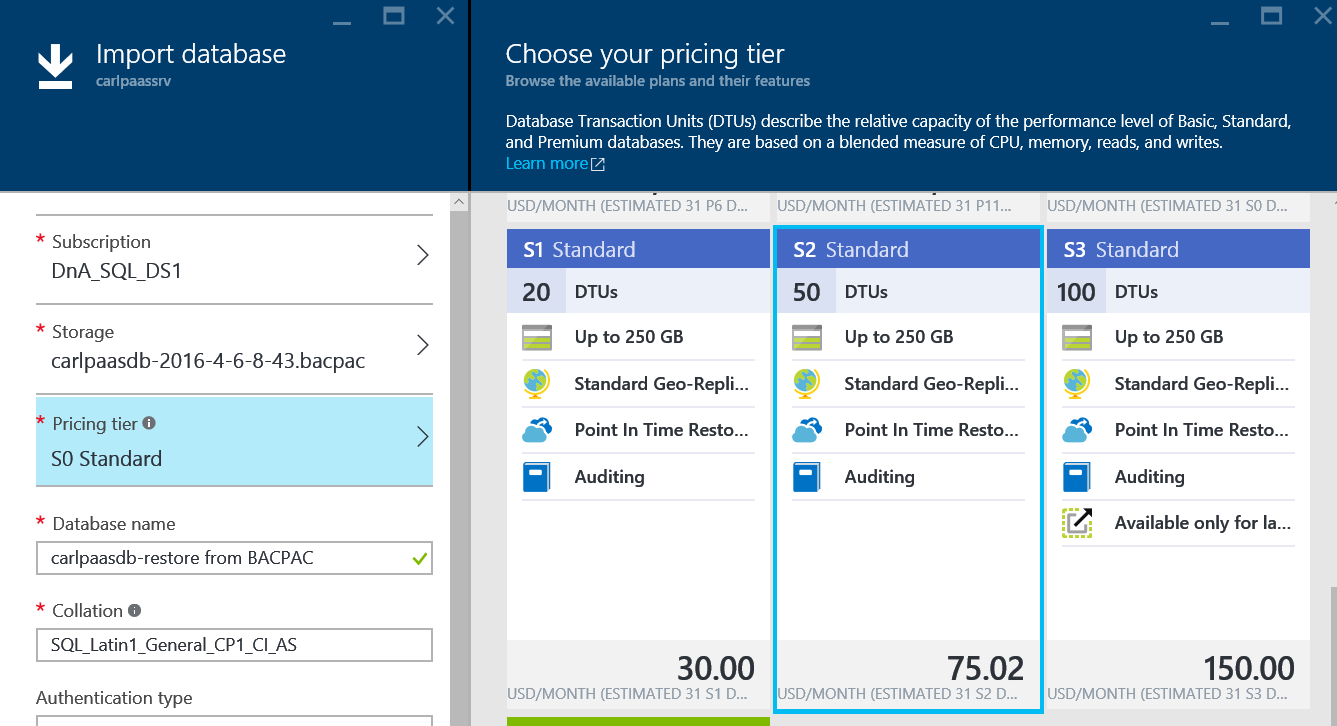 Import database
carlpaassrv
Subscription
DnA_SQL_DS1
Storage
carlpaasdb-2016-4-6-8-43.bacpac
Pricing tier
S0 Standard
Database name
carlpaasdb-restore from BACPAC
Collation
SQL_Latin1_General_CP1_CI_AS
Authentication type
Choose your pricing tier
Browse the available plans and their features
Database Transaction Units (DTUs) describe the relative capacity of the performance level of Basic, Standard,
and Premium databases. They are based on a blended measure of CPU, memory, reads, and writes.
Learn more
USD/MONTH (ESTIMATED 31 P6 D...
USD/MONTH (ESTIMATED 31 P11...
USD/MONTH (ESTIMATED 31 S0 D...
S1 Standard
20 DTUs
Up to 250 GB
Standard Geo-Repli...
Point In Time Resto...
Auditing
30.00
USD/MONTH (ESTIMATED 31 S1 D...
S2 Standard
50 DTUs
Up to 250 GB
Standard Geo-Repli...
Point In Time Resto...
Auditing
75.02
USD/MONTH (ESTIMATED 31 S2 D...
S3 Standard
100 DTUs
Up to 250 GB
Standard Geo-Repli...
Point In Time Resto...
Auditing
Available only for la...
150.00
USD/MONTH (ESTIMATED 31 S3 D...